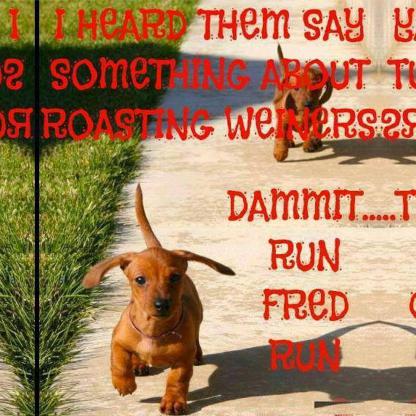 I HEARD THEM SAY
SOMETHING ABOUT
ROASTING WEINERS
DAMMIT.....
RUN
FRED
RUN